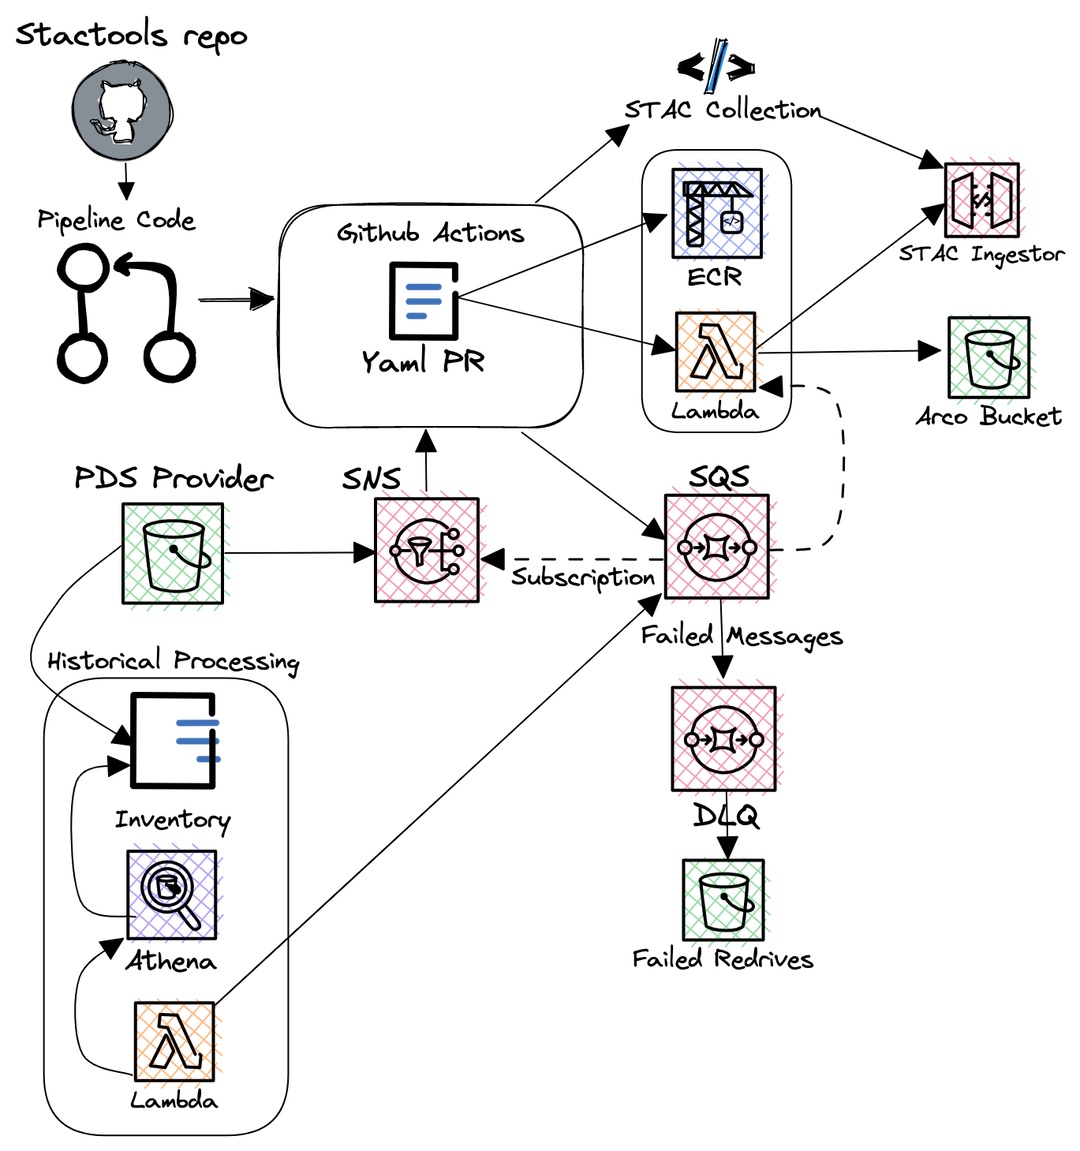 Stactools repo
STAC Collection
Pipeline Code
Github Actions
Yaml PR
ECR
STAC Ingestor
Lambda
Arco Bucket
PDS Provider
SNS
SQS
Subscription
Failed Messages
Historical Processing
Inventory
DLQ
Athena
Failed Redrives
Lambda